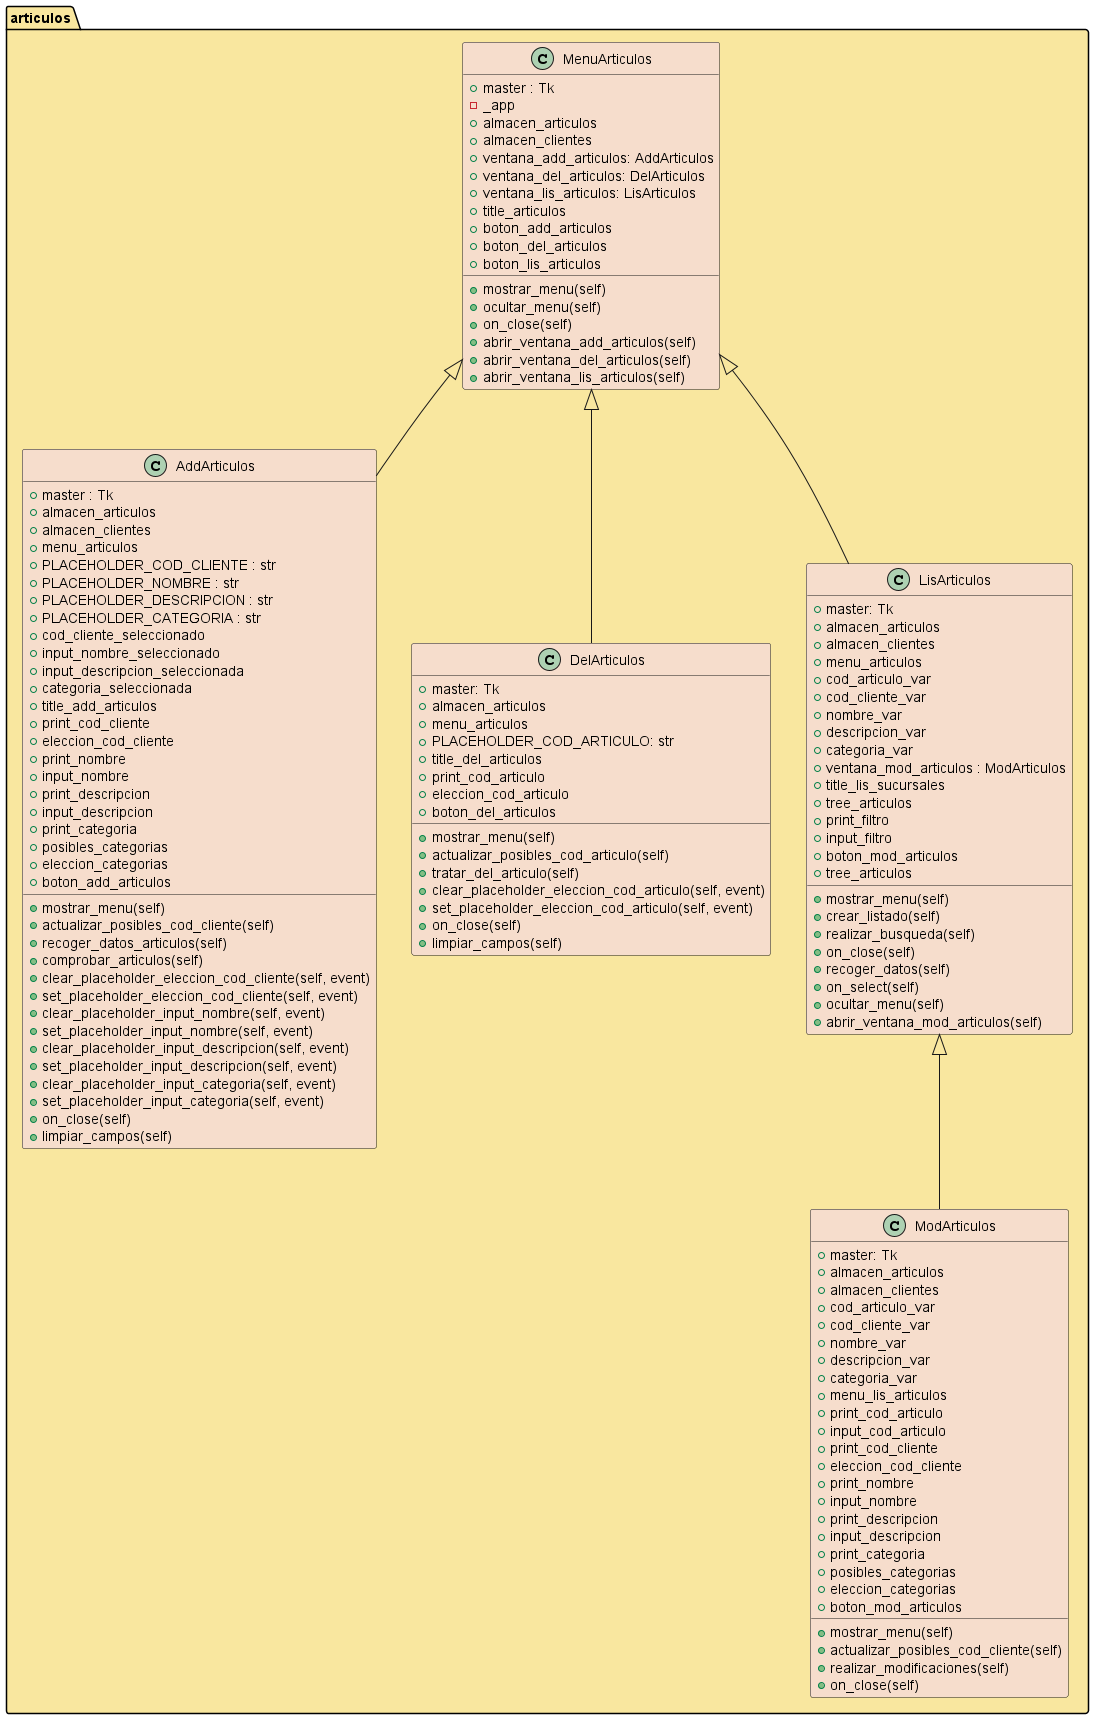 articulos
C MenuArticulos
master : Tk
_app
almacen_articulos
almacen_clientes
ventana_add_articulos: AddArticulos
ventana_del_articulos: DelArticulos
ventana_lis_articulos: LisArticulos
title_articulos
boton_add_articulos
boton_del_articulos
boton_lis_articulos
mostrar_menu(self)
ocultar_menu(self)
on_close(self)
abrir_ventana_add_articulos(self)
abrir_ventana_del_articulos(self)
abrir_ventana_lis_articulos(self)
C AddArticulos
master : Tk
almacen_articulos
almacen_clientes
menu_articulos
PLACEHOLDER_COD_CLIENTE : str
PLACEHOLDER_NOMBRE : str
PLACEHOLDER_DESCRIPCION : str
PLACEHOLDER_CATEGORIA : str
cod_cliente_seleccionado
input_nombre_seleccionado
input_descripcion_seleccionada
categoria_seleccionada
title_add_articulos
print_cod_cliente
eleccion_cod_cliente
print_nombre
input_nombre
print_descripcion
input_descripcion
print_categoria
posibles_categorias
eleccion_categorias
boton_add_articulos
mostrar_menu(self)
actualizar_posibles_cod_cliente(self)
recoger_datos_articulos(self)
comprobar_articulos(self)
clear_placeholder_eleccion_cod_cliente(self, event)
set_placeholder_eleccion_cod_cliente(self, event)
clear_placeholder_input_nombre(self, event)
set_placeholder_input_nombre(self, event)
clear_placeholder_input_descripcion(self, event)
set_placeholder_input_descripcion(self, event)
clear_placeholder_input_categoria(self, event)
set_placeholder_input_categoria(self, event)
on_close(self)
limpiar_campos(self)
C DelArticulos
master: Tk
almacen_articulos
menu_articulos
PLACEHOLDER_COD_ARTICULO: str
title_del_articulos
print_cod_articulo
eleccion_cod_articulo
boton_del_articulos
mostrar_menu(self)
actualizar_posibles_cod_articulo(self)
tratar_del_articulo(self)
clear_placeholder_eleccion_cod_articulo(self, event)
set_placeholder_eleccion_cod_articulo(self, event)
on_close(self)
limpiar_campos(self)
C LisArticulos
master: Tk
almacen_articulos
almacen_clientes
menu_articulos
cod_articulo_var
cod_cliente_var
nombre_var
descripcion_var
categoria_var
ventana_mod_articulos : ModArticulos
title_lis_sucursales
tree_articulos
print_filtro
input_filtro
boton_mod_articulos
tree_articulos
mostrar_menu(self)
crear_listado(self)
realizar_busqueda(self)
on_close(self)
recoger_datos(self)
on_select(self)
ocultar_menu(self)
abrir_ventana_mod_articulos(self)
C ModArticulos
master: Tk
almacen_articulos
almacen_clientes
cod_articulo_var
cod_cliente_var
nombre_var
descripcion_var
categoria_var
menu_lis_articulos
print_cod_articulo
input_cod_articulo
print_cod_cliente
eleccion_cod_cliente
print_nombre
input_nombre
print_descripcion
input_descripcion
print_categoria
posibles_categorias
eleccion_categorias
boton_mod_articulos
mostrar_menu(self)
actualizar_posibles_cod_cliente(self)
realizar_modificaciones(self)
on_close(self)